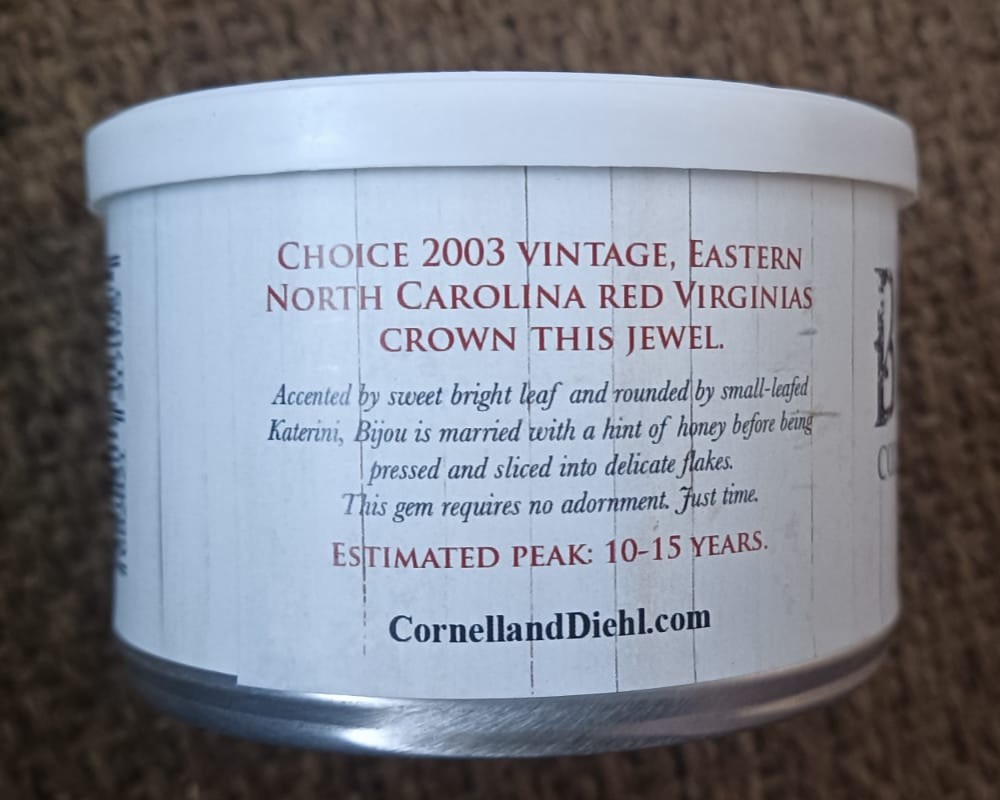 CHOICE 2003 VINTAGE, EASTERN
NORTH CAROLINA RED VIRGINIAS
CROWN THIS JEWEL.
Accented by sweet bright leaf and rounded by small-leafed
Katerini, Bijou is married with a hint of honey before being
pressed and sliced into delicate flakes.
This gem requires no adornment. Just time.
ESTIMATED PEAK: 10-15 YEARS.
CornellandDiehl.com